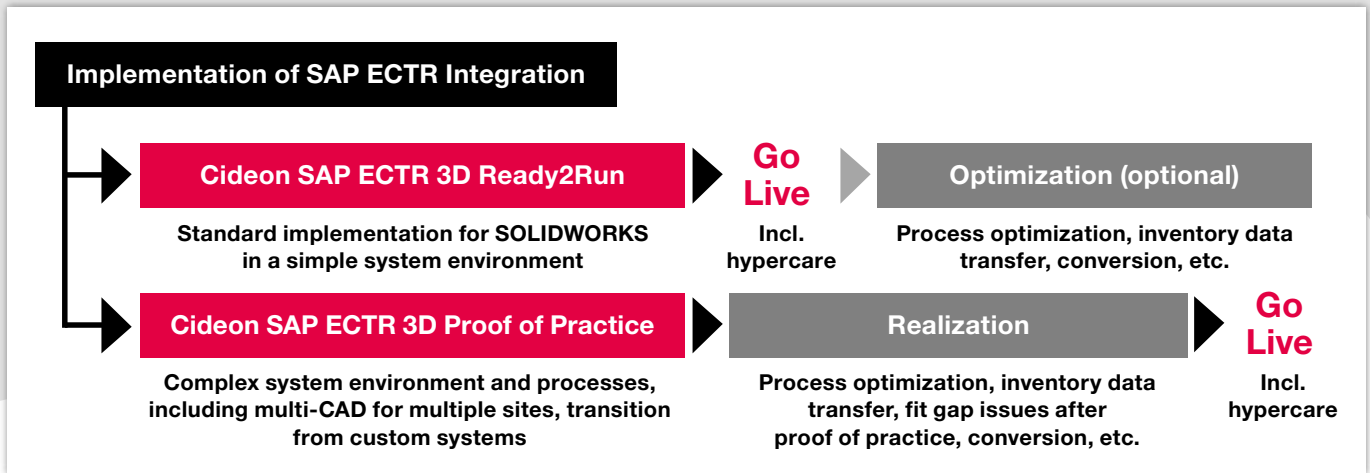 Implementation of SAP ECTR Integration
Cideon SAP ECTR 3D Ready2Run
Standard implementation for SOLIDWORKS
in a simple system environment
Go
Live
Incl.
hypercare
Optimization (optional)
Process optimization, inventory data
transfer, conversion, etc.
Cideon SAP ECTR 3D Proof of Practice
Complex system environment and processes,
including multi-CAD for multiple sites, transition
from custom systems
Realization
Process optimization, inventory data
transfer, fit gap issues after
proof of practice, conversion, etc.
Go
Live
Incl.
hypercare